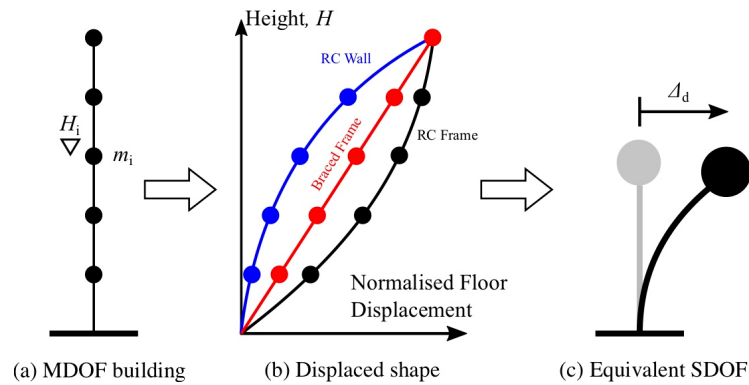 Height, H
RC Wall
Braced Frame
RC Frame
Normalised Floor
Displacement
H_i
m_i
Δ_d
(a) MDOF building
(b) Displaced shape
(c) Equivalent SDOF